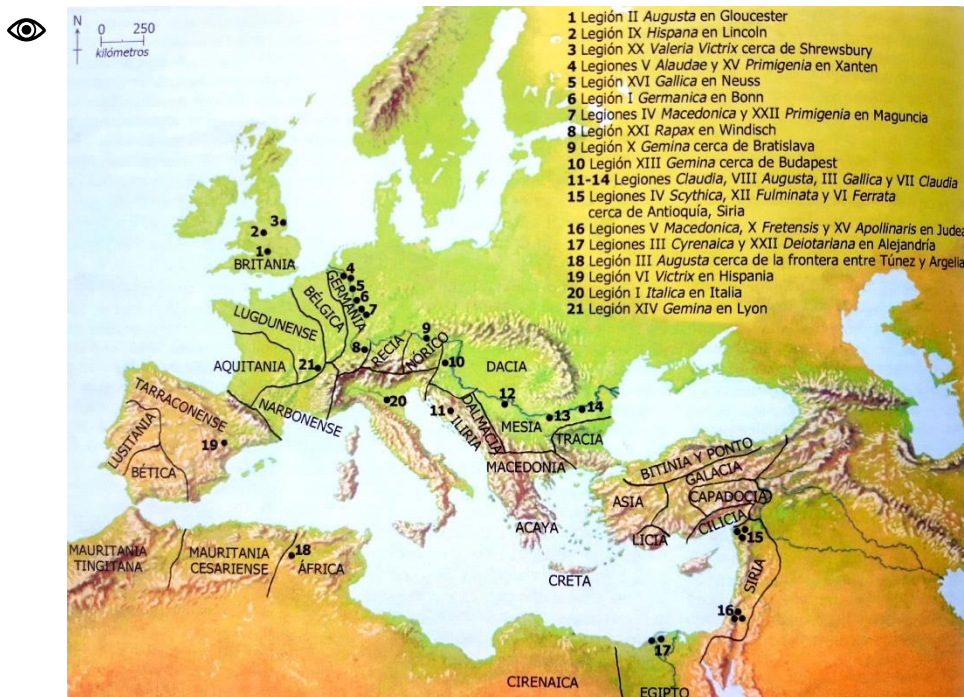 N
0 250
kilómetros
1 Legión II Augusta en Gloucester
2 Legión IX Hispana en Lincoln
3 Legión XX Valeria Victrix cerca de Shrewsbury
4 Legiones V Alaudae y XV Primigenia en Xanten
5 Legión XVI Gallica en Neuss
6 Legión I Germanica en Bonn
7 Legiones IV Macedonica y XXII Primigenia en Maguncia
8 Legión XXI Rapax en Windisch
9 Legión X Gemina cerca de Bratislava
10 Legión XIII Gemina cerca de Budapest
11-14 Legiones Claudia, VIII Augusta, III Gallica y VII Claudia
15 Legiones IV Scythica, XII Fulminata y VI Ferrata
cerca de Antioquía, Siria
16 Legiones V Macedonica, X Fretensis y XV Apollinaris en Judea
17 Legiones III Cyrenaica y XXII Deiotariana en Alejandría
18 Legión III Augusta cerca de la frontera entre Túnez y Argelia
19 Legión VI Victrix en Hispania
20 Legión I Italica en Italia
21 Legión XIV Gemina en Lyon
3
2
1
BRITANIA
4
5
6
7
GERMANIA
BÉLGICA
LUGDUNENSE
9
8
RECIA
NÓRICO
10
DACIA
AQUITANIA
21
NARBONENSE
20
11
12
13
14
DALMACIA
ILIRIA
MESIA
TRACIA
MACEDONIA
TARRACONENSE
LUSITANIA
19
BÉTICA
BITINIA Y PONTO
GALACIA
ASIA
CAPADOCIA
ACAYA
LICIA
CILICIA
15
MAURITANIA
TINGITANA
MAURITANIA
CESARIENSE
18
ÁFRICA
CRETA
SIRIA
16
17
CIRENAICA
EGIPTO